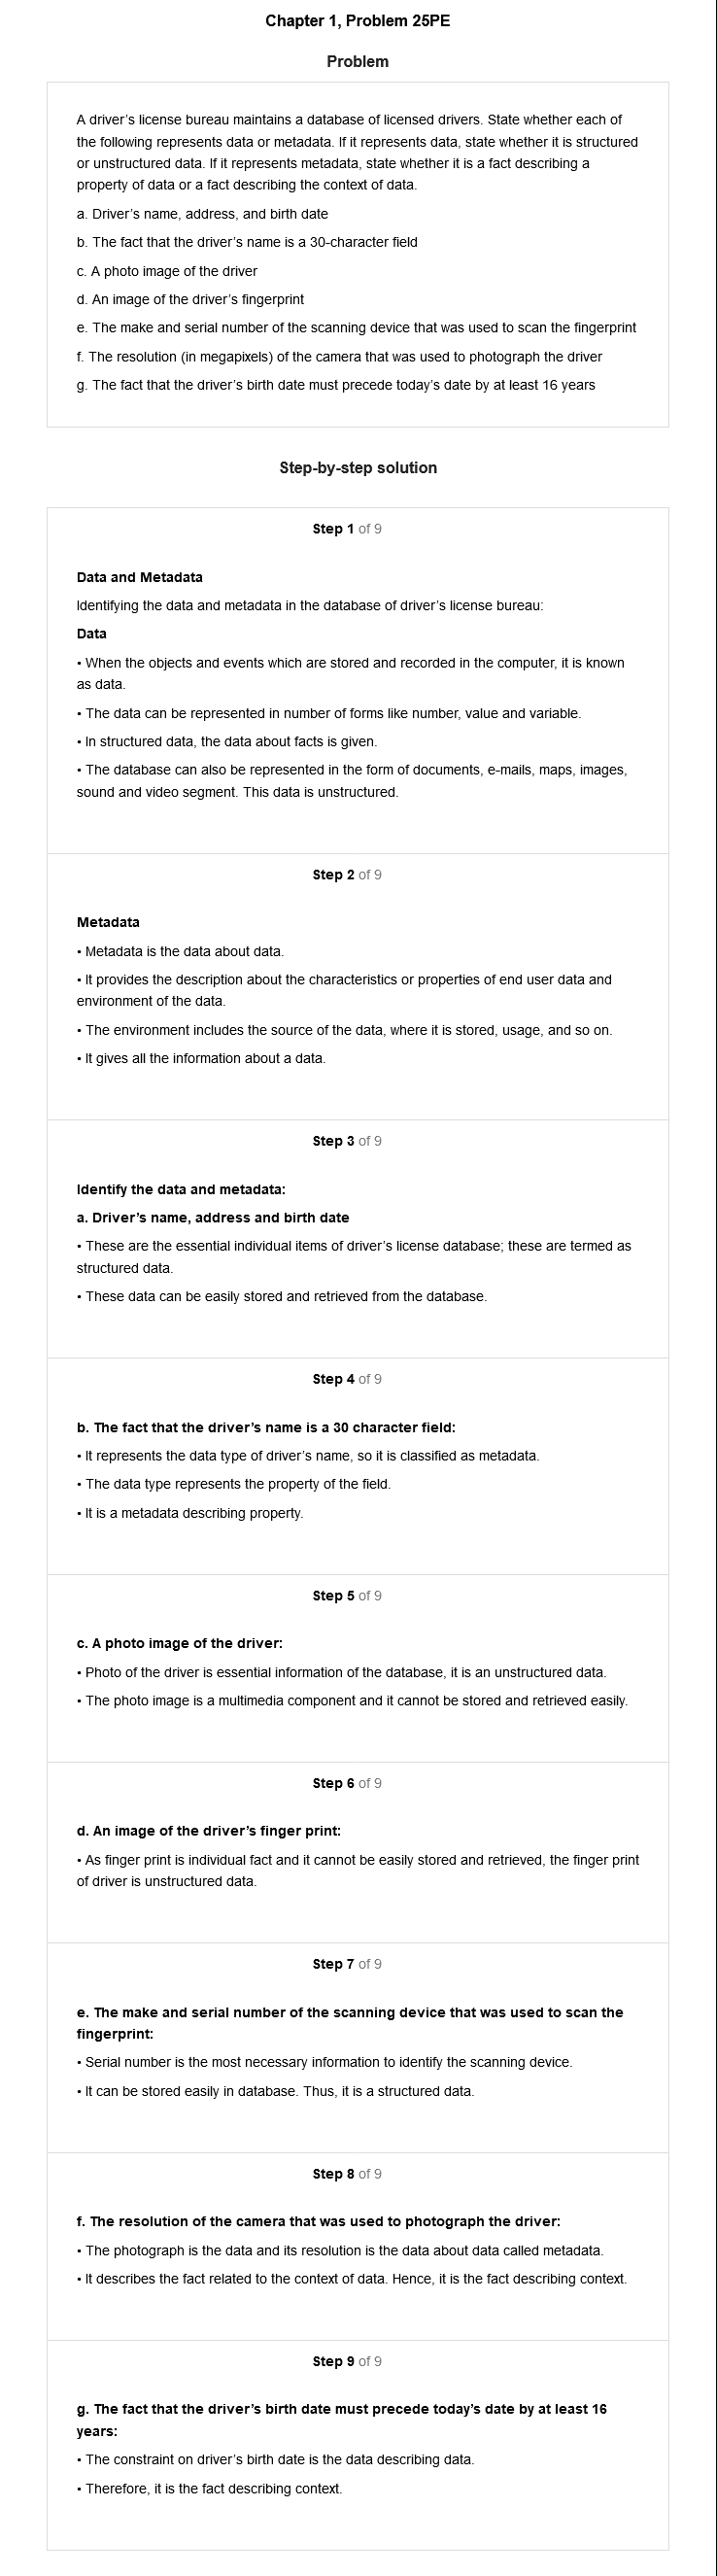 Chapter 1, Problem 25PE
Problem
A driver’s license bureau maintains a database of licensed drivers. State whether each of
the following represents data or metadata. If it represents data, state whether it is structured
or unstructured data. If it represents metadata, state whether it is a fact describing a
property of data or a fact describing the context of data.
a. Driver’s name, address, and birth date
b. The fact that the driver’s name is a 30-character field
c. A photo image of the driver
d. An image of the driver’s fingerprint
e. The make and serial number of the scanning device that was used to scan the fingerprint
f. The resolution (in megapixels) of the camera that was used to photograph the driver
g. The fact that the driver’s birth date must precede today’s date by at least 16 years
Step-by-step solution
Step 1 of 9
Data and Metadata
Identifying the data and metadata in the database of driver’s license bureau:
Data
• When the objects and events which are stored and recorded in the computer, it is known
as data.
• The data can be represented in number of forms like number, value and variable.
• In structured data, the data about facts is given.
• The database can also be represented in the form of documents, e-mails, maps, images,
sound and video segment. This data is unstructured.
Step 2 of 9
Metadata
• Metadata is the data about data.
• It provides the description about the characteristics or properties of end user data and
environment of the data.
• The environment includes the source of the data, where it is stored, usage, and so on.
• It gives all the information about a data.
Step 3 of 9
Identify the data and metadata:
a. Driver’s name, address and birth date
• These are the essential individual items of driver’s license database; these are termed as
structured data.
• These data can be easily stored and retrieved from the database.
Step 4 of 9
b. The fact that the driver’s name is a 30 character field:
• It represents the data type of driver’s name, so it is classified as metadata.
• The data type represents the property of the field.
• It is a metadata describing property.
Step 5 of 9
c. A photo image of the driver:
• Photo of the driver is essential information of the database, it is an unstructured data.
• The photo image is a multimedia component and it cannot be stored and retrieved easily.
Step 6 of 9
d. An image of the driver’s finger print:
• As finger print is individual fact and it cannot be easily stored and retrieved, the finger print
of driver is unstructured data.
Step 7 of 9
e. The make and serial number of the scanning device that was used to scan the
fingerprint:
• Serial number is the most necessary information to identify the scanning device.
• It can be stored easily in database. Thus, it is a structured data.
Step 8 of 9
f. The resolution of the camera that was used to photograph the driver:
• The photograph is the data and its resolution is the data about data called metadata.
• It describes the fact related to the context of data. Hence, it is the fact describing context.
Step 9 of 9
g. The fact that the driver’s birth date must precede today’s date by at least 16
years:
• The constraint on driver’s birth date is the data describing data.
• Therefore, it is the fact describing context.